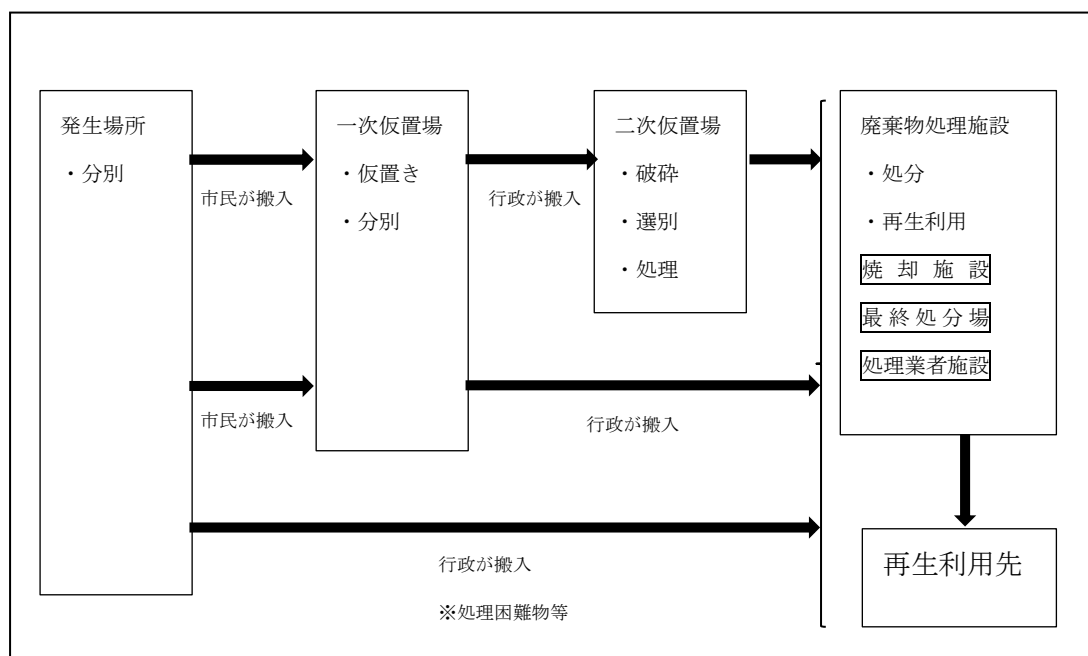 発生場所
・分別
市民が搬入
市民が搬入
一次仮置場
・仮置き
・分別
行政が搬入
二次仮置場
・破砕
・選別
・処理
行政が搬入
行政が搬入
※処理困難物等
廃棄物処理施設
・処分
・再生利用
焼却施設
最終処分場
処理業者施設
再生利用先